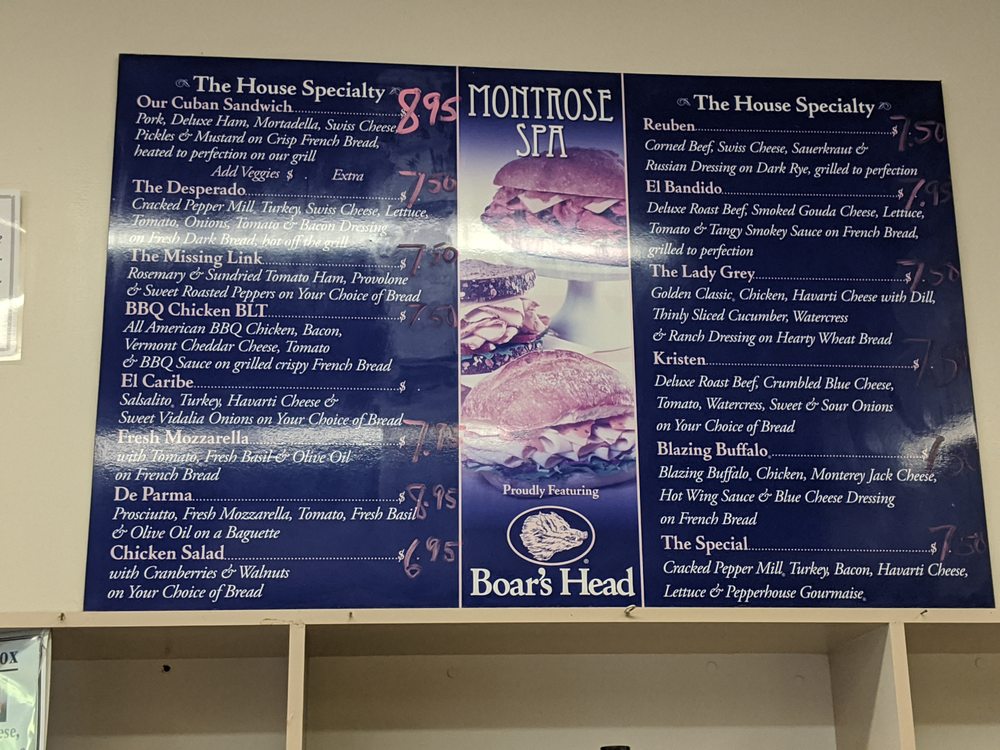 The House Specialty
Our Cuban Sandwich 8.95
Pork, Deluxe Ham, Mortadella, Swiss Cheese,
Pickles & Mustard on Crisp French Bread,
heated to perfection on our grill
Add Veggies $ . Extra
The Desperado $7.50
Cracked Pepper Mill Turkey, Swiss Cheese, Lettuce,
Tomato, Onions, Tomato & Bacon Dressing
on Fresh Dark Bread, hot off the grill
The Missing Link $7.50
Rosemary & Sundried Tomato Ham, Provolone
& Sweet Roasted Peppers on Your Choice of Bread
BBQ Chicken BLT $7.50
All American BBQ Chicken, Bacon,
Vermont Cheddar Cheese, Tomato
& BBQ Sauce on grilled crispy French Bread
El Caribe $ .
Salsalito Turkey, Havarti Cheese &
Sweet Vidalia Onions on Your Choice of Bread
Fresh Mozzarella $
with Tomato, Fresh Basil & Olive Oil
on French Bread
De Parma $8.95
Prosciutto, Fresh Mozzarella, Tomato, Fresh Basil
& Olive Oil on a Baguette
Chicken Salad $6.95
with Cranberries & Walnuts
on Your Choice of Bread
MONTROSE
SPA
Proudly Featuring
Boar's Head
The House Specialty
Reuben $7.50
Corned Beef, Swiss Cheese, Sauerkraut &
Russian Dressing on Dark Rye, grilled to perfection
El Bandido $
Deluxe Roast Beef, Smoked Gouda Cheese, Lettuce,
Tomato & Tangy Smokey Sauce on French Bread,
grilled to perfection
The Lady Grey $7.50
Golden Classic Chicken, Havarti Cheese with Dill,
Thinly Sliced Cucumber, Watercress
& Ranch Dressing on Hearty Wheat Bread
Kristen $
Deluxe Roast Beef, Crumbled Blue Cheese,
Tomato, Watercress, Sweet & Sour Onions
on Your Choice of Bread
Blazing Buffalo $
Blazing Buffalo Chicken, Monterey Jack Cheese,
Hot Wing Sauce & Blue Cheese Dressing
on French Bread
The Special $7.50
Cracked Pepper Mill Turkey, Bacon, Havarti Cheese,
Lettuce & Pepperhouse Gourmaise
OX